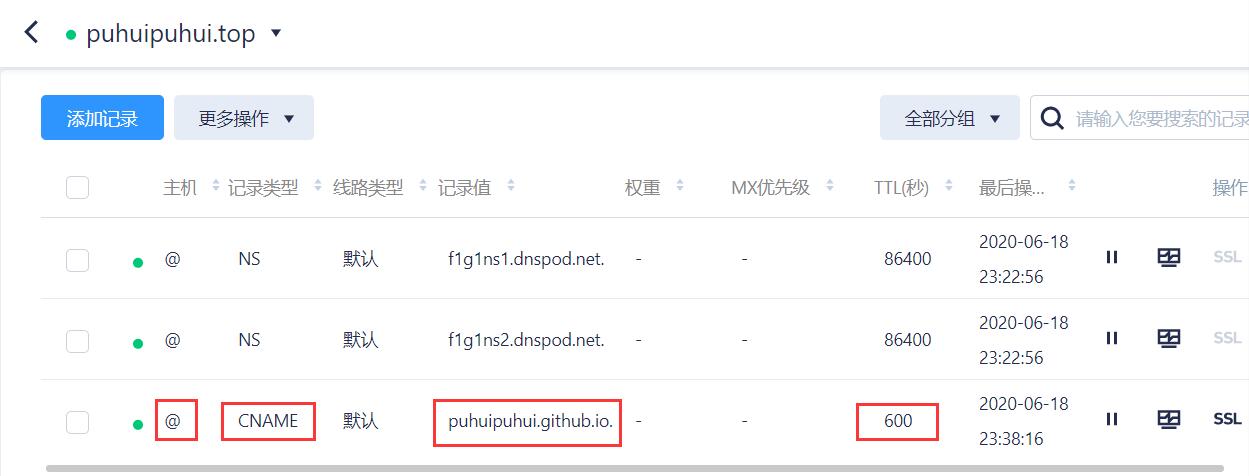 puhuipuhui.top
添加记录 更多操作 全部分组 请输入您要搜索的记录
主机 记录类型 线路类型 记录值 权重 MX优先级 TTL(秒) 最后操... 操作
@ NS 默认 f1g1ns1.dnspod.net. - - 86400 2020-06-18 23:22:56 SSL
@ NS 默认 f1g1ns2.dnspod.net. - - 86400 2020-06-18 23:22:56 SSL
@ CNAME 默认 puhuipuhui.github.io. - - 600 2020-06-18 23:38:16 SSL